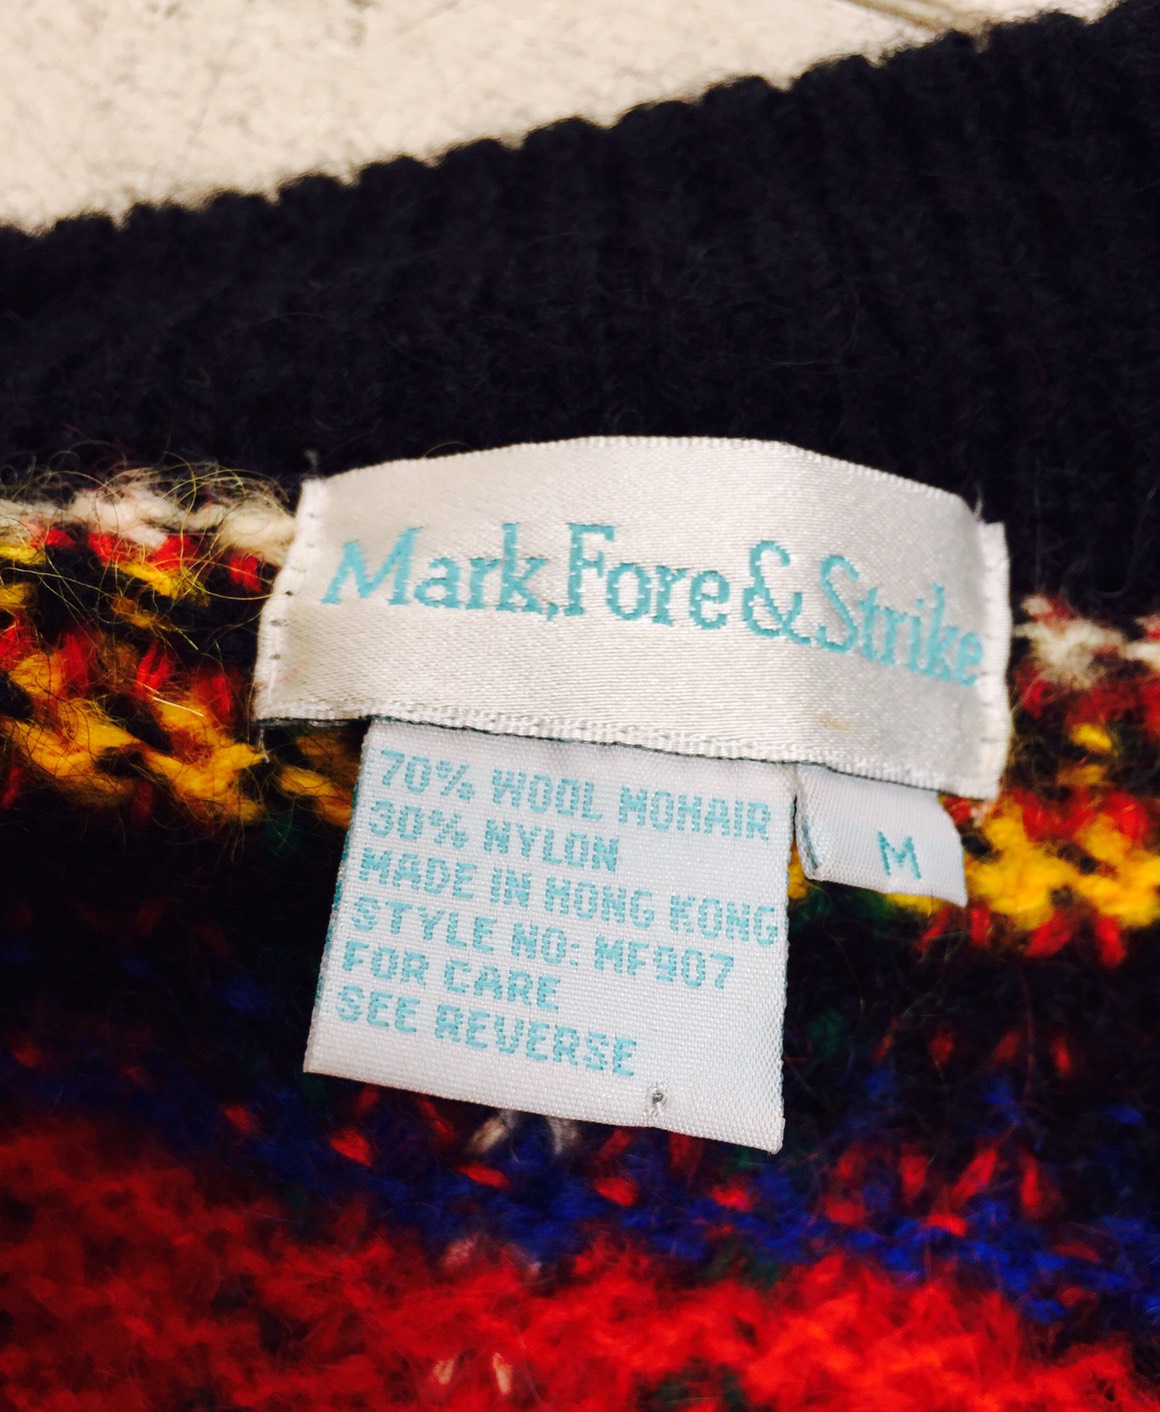 Mark,Fore & Strike
70% WOOL MOHAIR
30% NYLON
MADE IN HONG KONG
STYLE NO: MF907
FOR CARE
SEE REVERSE
M